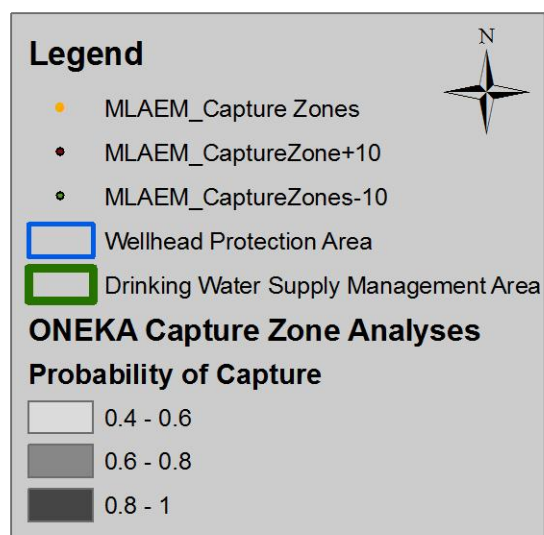 Legend
N
MLAEM_Capture Zones
MLAEM_CaptureZone+10
MLAEM_CaptureZones-10
Wellhead Protection Area
Drinking Water Supply Management Area
ONEKA Capture Zone Analyses
Probability of Capture
0.4 - 0.6
0.6 - 0.8
0.8 - 1